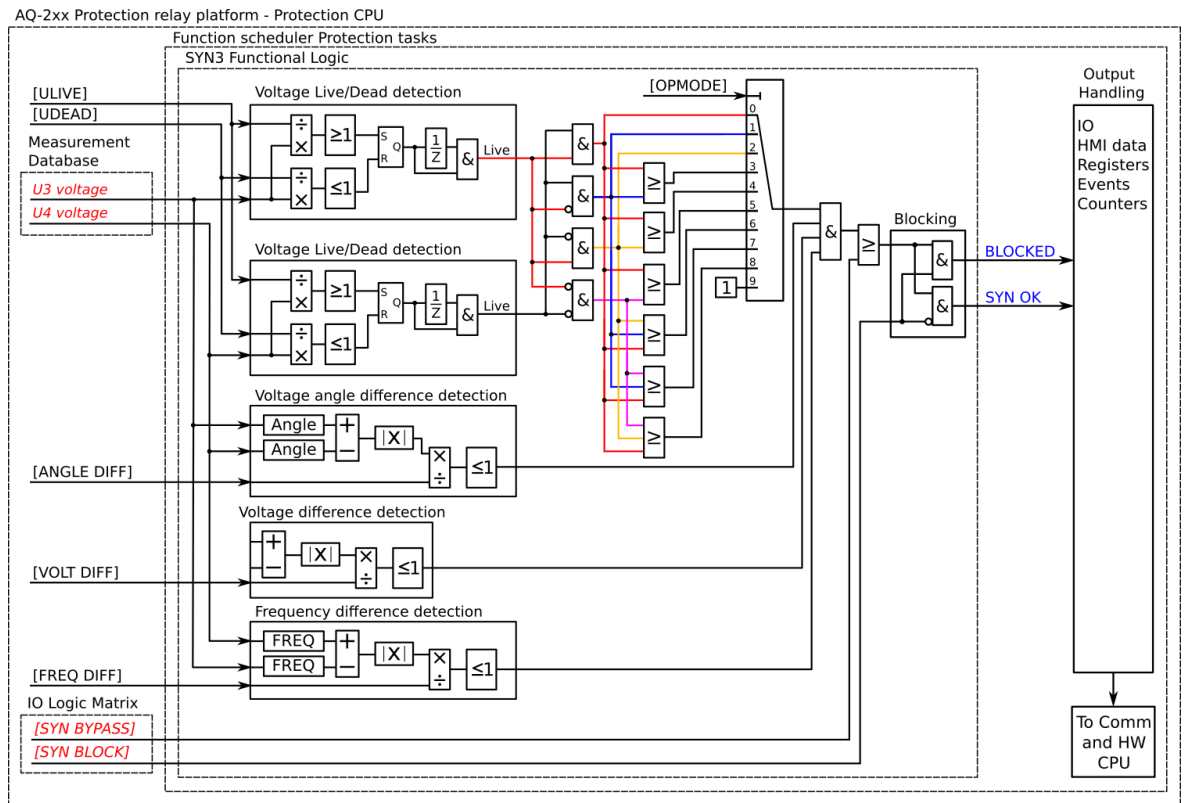 AQ-2xx Protection relay platform - Protection CPU
Function scheduler Protection tasks
SYN3 Functional Logic
[ULIVE]
[UDEAD]
Measurement
Database
U3 voltage
U4 voltage
Voltage Live/Dead detection
÷
×
≥1
÷
×
≤1
S
Q
R
1
Z
&
Live
Voltage Live/Dead detection
÷
×
≥1
÷
×
≤1
S
Q
R
1
Z
&
Live
&
&
&
&
≥
≥
≥
≥
≥
≥
[OPMODE]
0
1
2
3
4
5
6
7
8
9
1
&
≥
Blocking
&
&
BLOCKED
SYN OK
Voltage angle difference detection
Angle
Angle
+
−
|X|
×
÷
≤1
[ANGLE DIFF]
Voltage difference detection
+
−
|X|
×
÷
≤1
[VOLT DIFF]
Frequency difference detection
FREQ
FREQ
+
−
|X|
×
÷
≤1
[FREQ DIFF]
IO Logic Matrix
[SYN BYPASS]
[SYN BLOCK]
Output
Handling
IO
HMI data
Registers
Events
Counters
To Comm
and HW
CPU